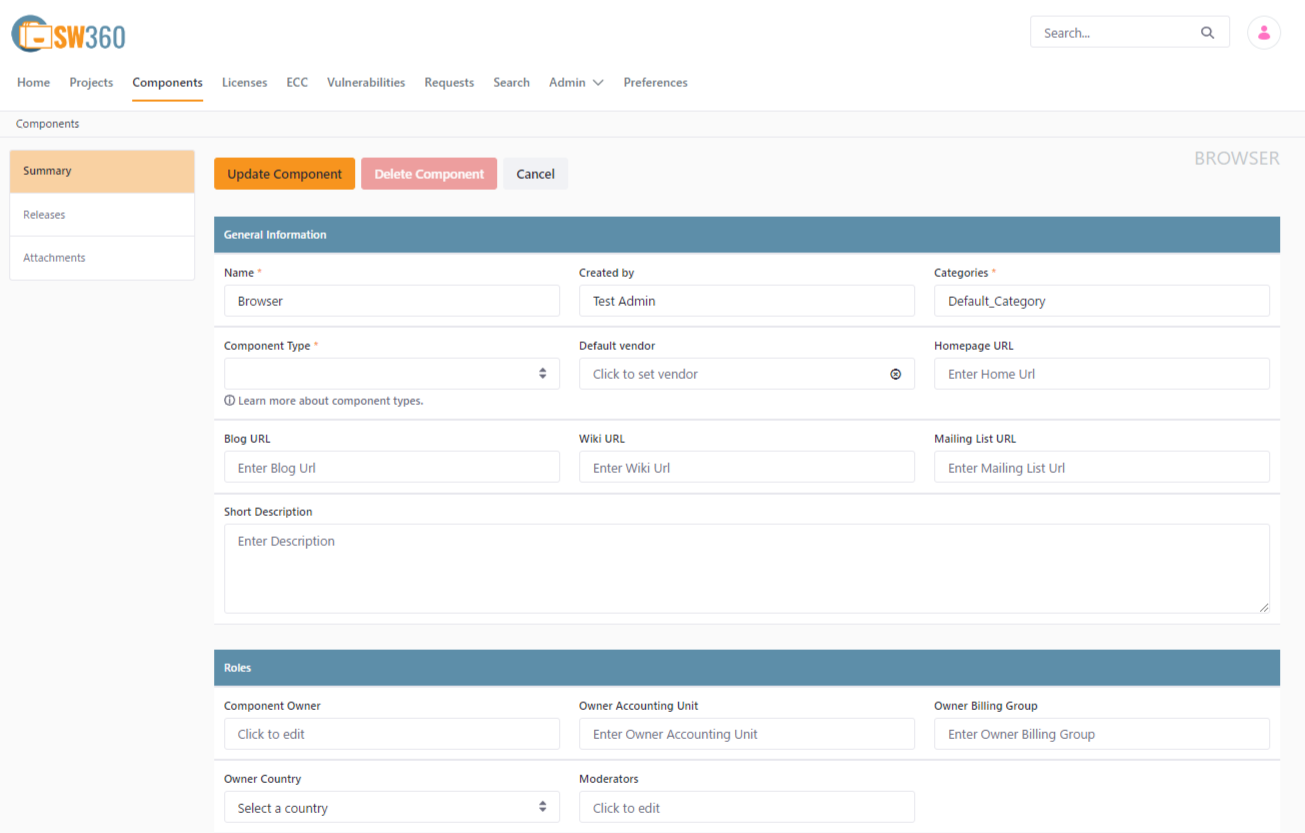 SW360
Search...
Home Projects Components Licenses ECC Vulnerabilities Requests Search Admin Preferences
Components
Summary
Releases
Attachments
Update Component Delete Component Cancel
BROWSER
General Information
Name * Created by Categories *
Browser Test Admin Default_Category
Component Type * Default vendor Homepage URL
Click to set vendor Enter Home Url
Learn more about component types.
Blog URL Wiki URL Mailing List URL
Enter Blog Url Enter Wiki Url Enter Mailing List Url
Short Description
Enter Description
Roles
Component Owner Owner Accounting Unit Owner Billing Group
Click to edit Enter Owner Accounting Unit Enter Owner Billing Group
Owner Country Moderators
Select a country Click to edit